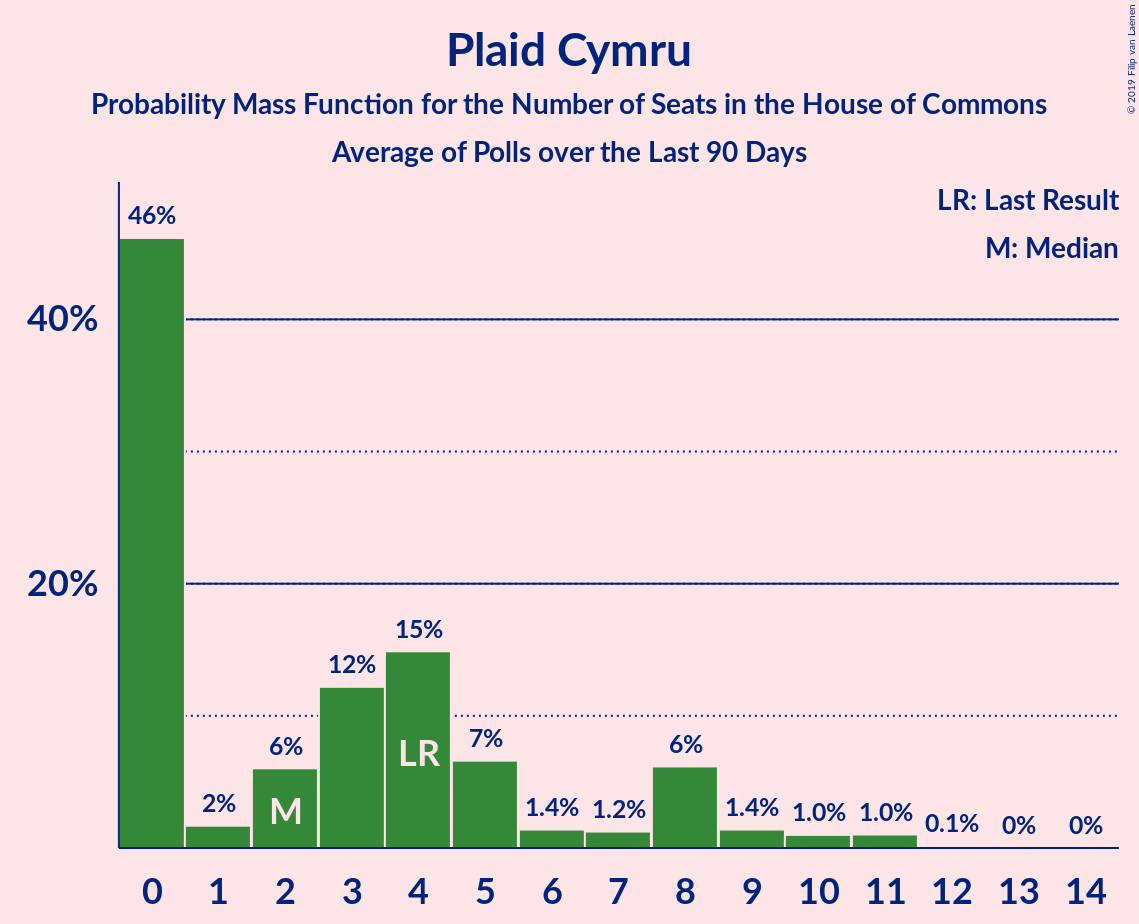 Plaid Cymru
Probability Mass Function for the Number of Seats in the House of Commons
Average of Polls over the Last 90 Days
© 2019 Filip van Laenen
LR: Last Result
M: Median
46%
40%
20%
15%
12%
7%
6%
6%
2%
1.4%
1.2%
1.4%
1.0%
1.0%
0.1%
0%
0%
LR
M
0 1 2 3 4 5 6 7 8 9 10 11 12 13 14